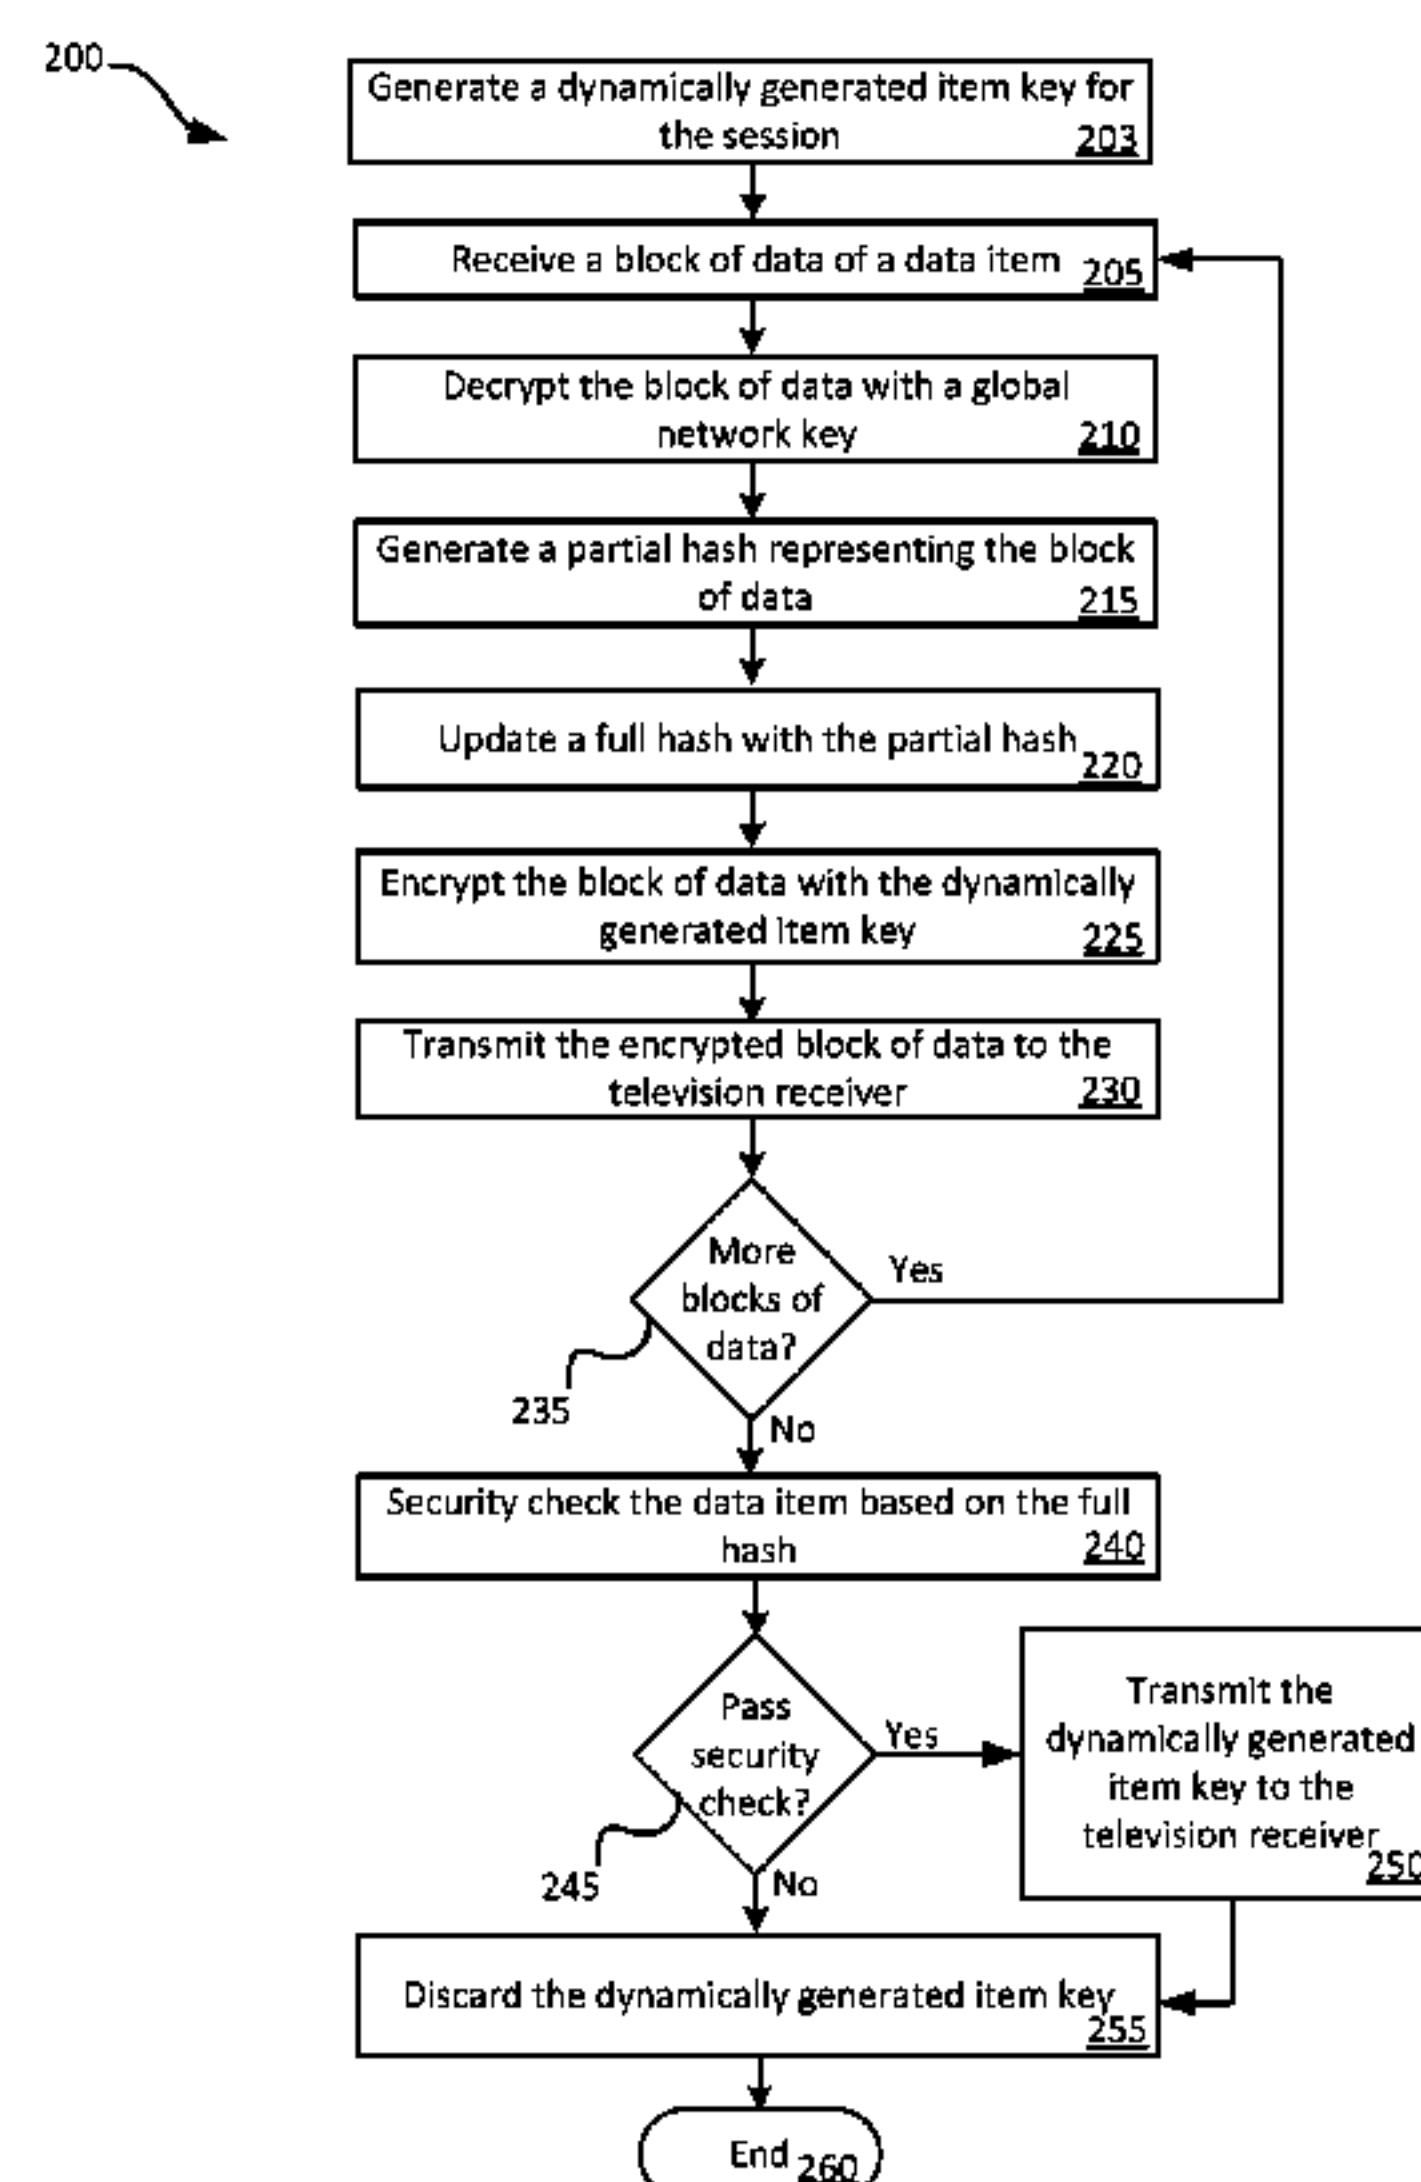 200
Generate a dynamically generated item key for
the session 203
Receive a block of data of a data item 205
Decrypt the block of data with a global
network key 210
Generate a partial hash representing the block
of data 215
Update a full hash with the partial hash 220
Encrypt the block of data with the dynamically
generated item key 225
Transmit the encrypted block of data to the
television receiver 230
More
blocks of
data?
Yes
235
No
Security check the data item based on the full
hash 240
Pass
security
check?
Yes
245
No
Transmit the
dynamically generated
item key to the
television receiver
250
Discard the dynamically generated item key
255
End 260